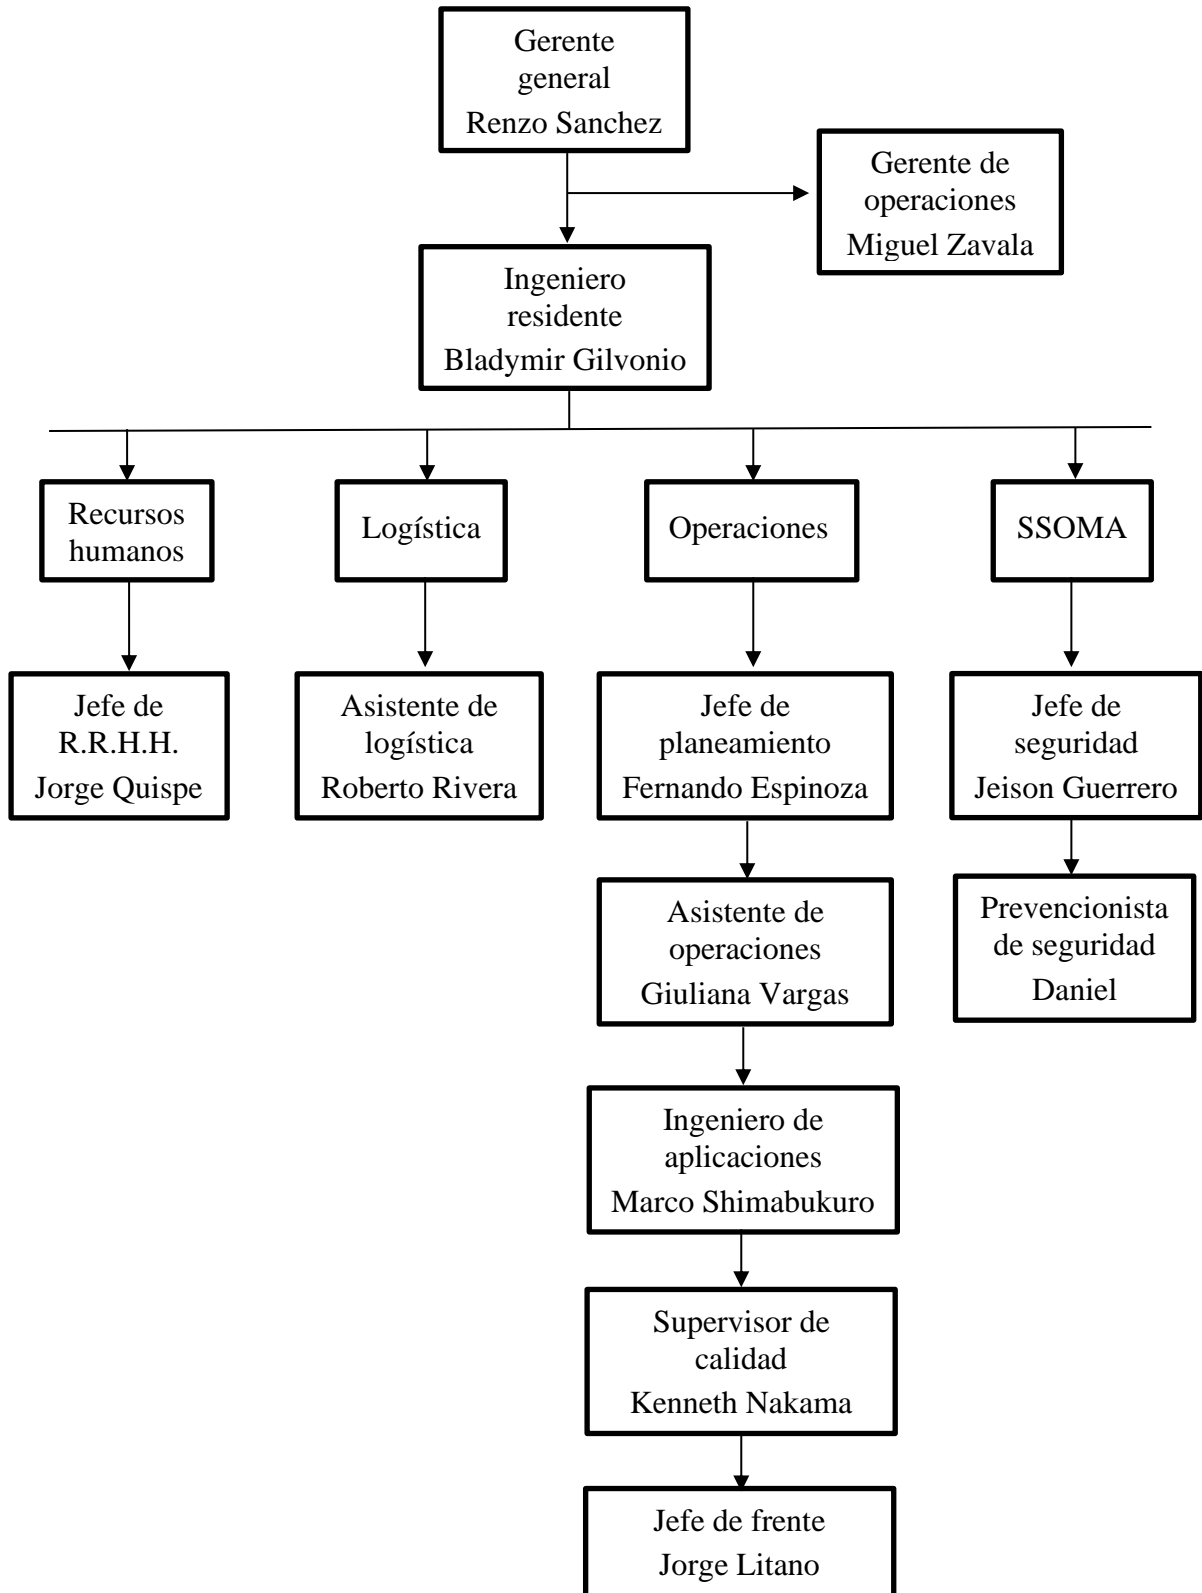 Gerente
general
Renzo Sanchez
Gerente de
operaciones
Miguel Zavala
Ingeniero
residente
Bladymir Gilvonio
Recursos
humanos
Logística
Operaciones
SSOMA
Jefe de
R.R.H.H.
Jorge Quispe
Asistente de
logística
Roberto Rivera
Jefe de
planeamiento
Fernando Espinoza
Jefe de
seguridad
Jeison Guerrero
Asistente de
operaciones
Giuliana Vargas
Prevencionista
de seguridad
Daniel
Ingeniero de
aplicaciones
Marco Shimabukuro
Supervisor de
calidad
Kenneth Nakama
Jefe de frente
Jorge Litano